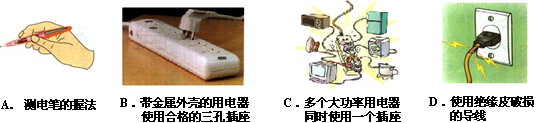 A. 测电笔的握法
B.带金属外壳的用电器
使用合格的三孔插座
C.多个大功率用电器
同时使用一个插座
D.使用绝缘皮破损
的导线